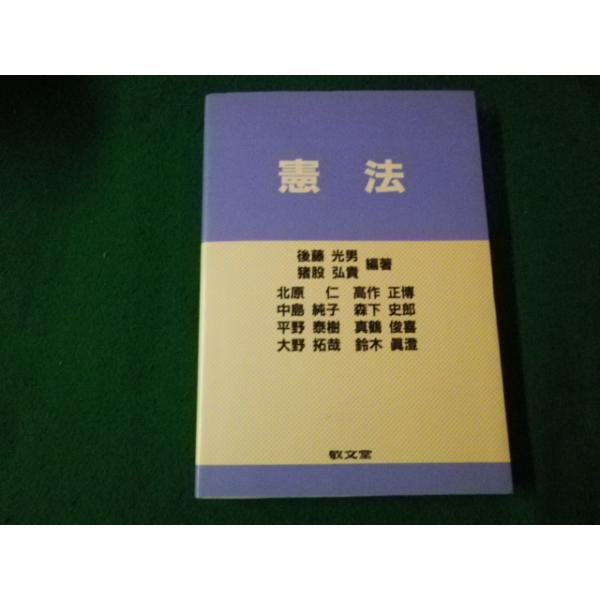 憲 法
後藤 光男
猪股 弘貴 編著
北原 仁 高作 正博
中島 純子 森下 史郎
平野 泰樹 真鶴 俊喜
大野 拓哉 鈴木 眞澄
敬文堂